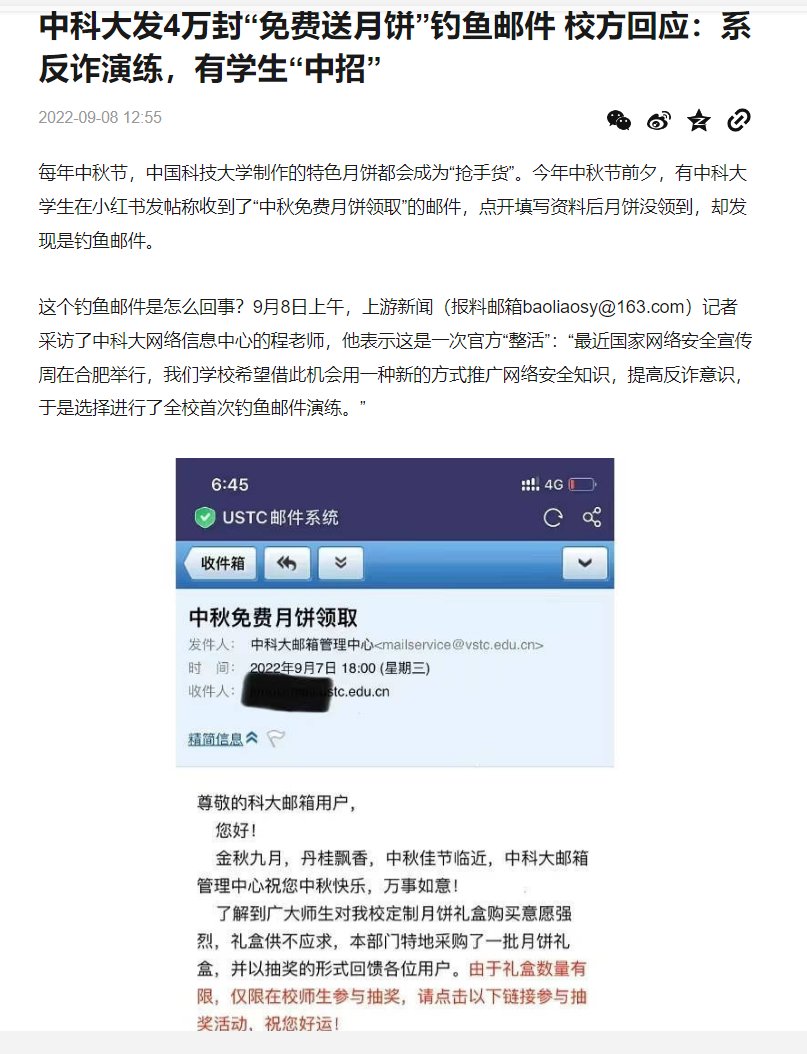 中科大发4万封“免费送月饼”钓鱼邮件 校方回应：系
反诈演练，有学生“中招”
2022-09-08 12:55
每年中秋节，中国科技大学制作的特色月饼都会成为“抢手货”。今年中秋节前夕，有中科大
学生在小红书发帖称收到了“中秋免费月饼领取”的邮件，点开填写资料后月饼没领到，却发
现是钓鱼邮件。
这个钓鱼邮件是怎么回事？9月8日上午，上游新闻（报料邮箱baoliaosy@163.com）记者
采访了中科大网络信息中心的程老师，他表示这是一次官方“整活”：“最近国家网络安全宣传
周在合肥举行，我们学校希望借此机会用一种新的方式推广网络安全知识，提高反诈意识，
于是选择进行了全校首次钓鱼邮件演练。”
6:45 4G
USTC邮件系统
收件箱
中秋免费月饼领取
发件人： 中科大邮箱管理中心<mailservice@vstc.edu.cn>
时 间： 2022年9月7日 18:00 (星期三)
收件人： stc.edu.cn
精简信息
尊敬的科大邮箱用户，
您好！
金秋九月，丹桂飘香，中秋佳节临近，中科大邮箱
管理中心祝您中秋快乐，万事如意！
了解到广大师生对我校定制月饼礼盒购买意愿强
烈，礼盒供不应求，本部门特地采购了一批月饼礼
盒，并以抽奖的形式回馈各位用户。由于礼盒数量有
限，仅限在校师生参与抽奖，请点击以下链接参与抽
奖活动，祝您好运！